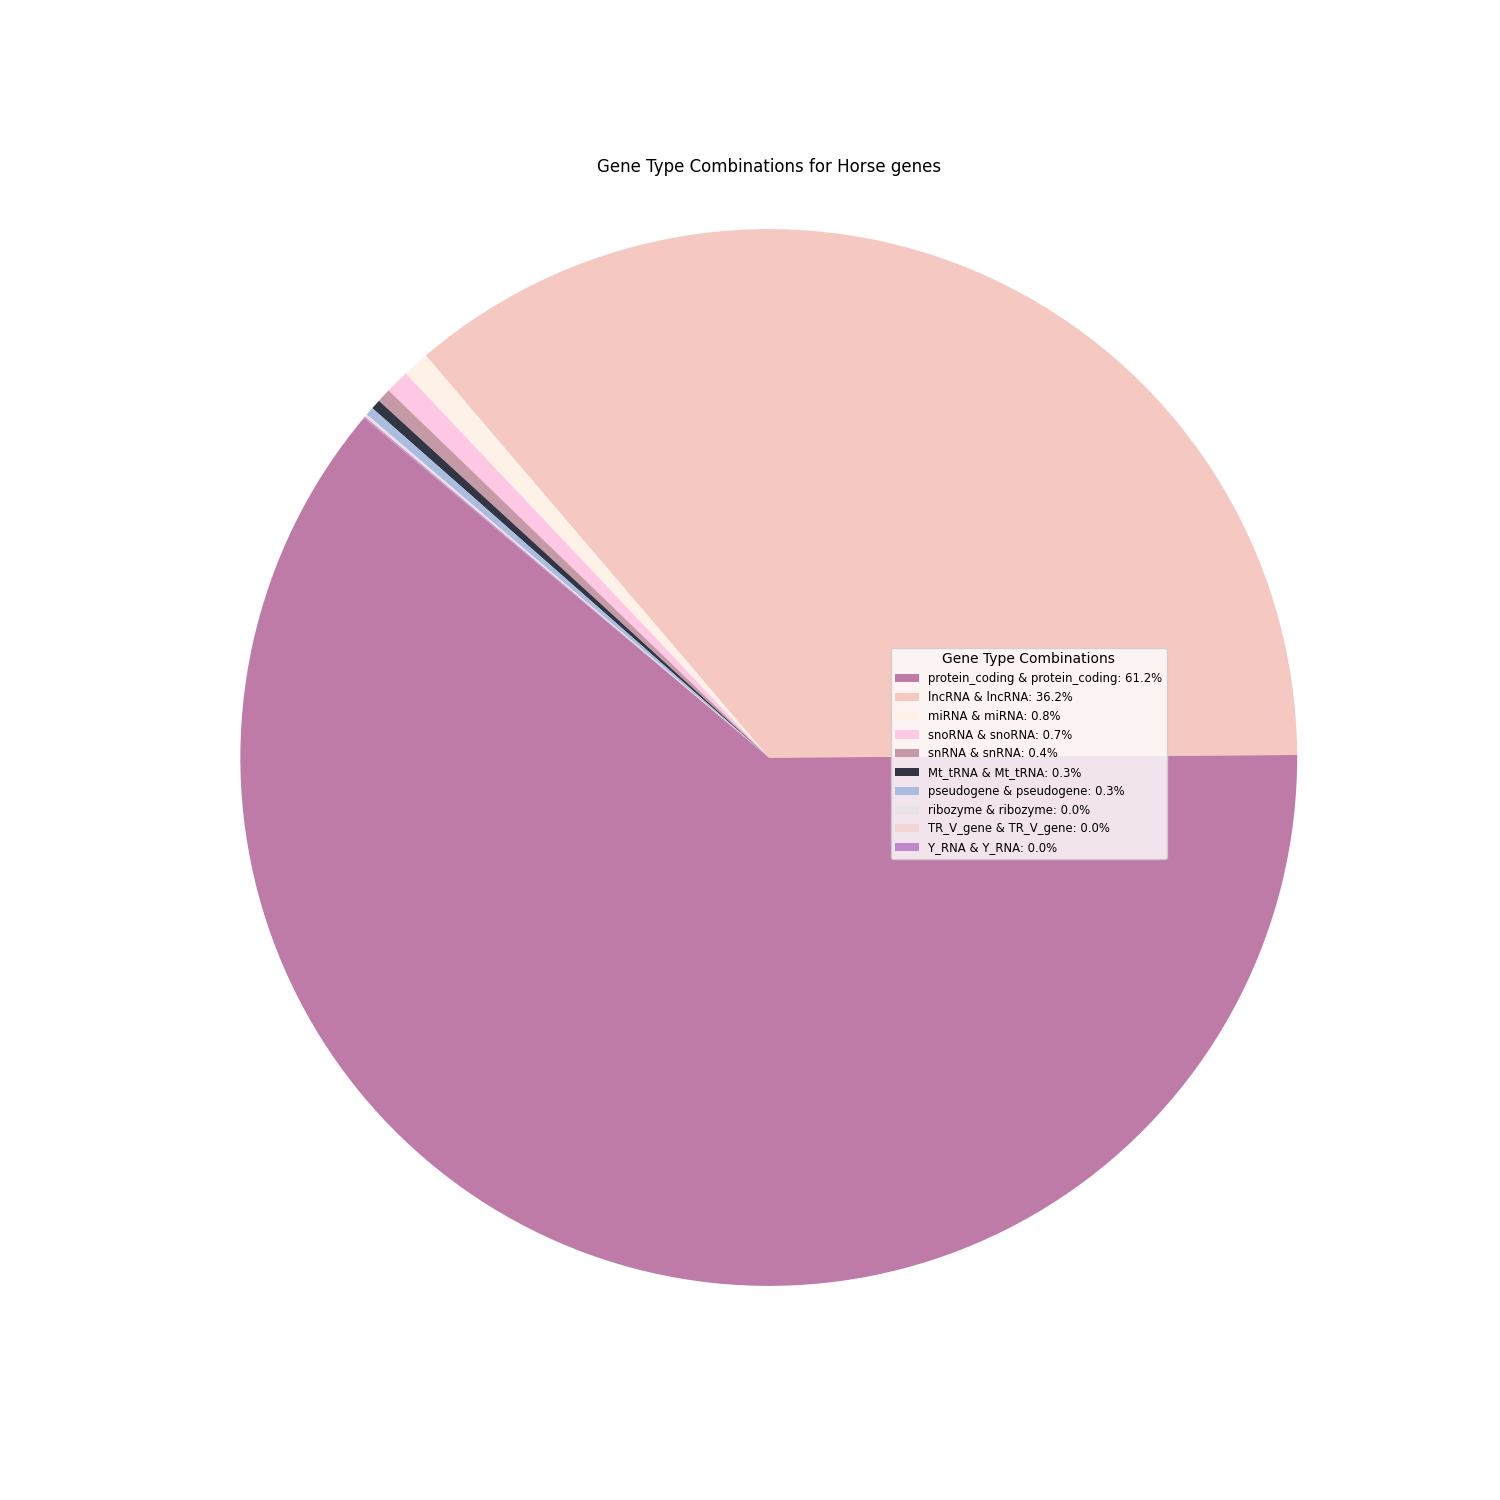 Gene Type Combinations for Horse genes
Gene Type Combinations
protein_coding & protein_coding: 61.2%
lncRNA & lncRNA: 36.2%
miRNA & miRNA: 0.8%
snoRNA & snoRNA: 0.7%
snRNA & snRNA: 0.4%
Mt_tRNA & Mt_tRNA: 0.3%
pseudogene & pseudogene: 0.3%
ribozyme & ribozyme: 0.0%
TR_V_gene & TR_V_gene: 0.0%
Y_RNA & Y_RNA: 0.0%